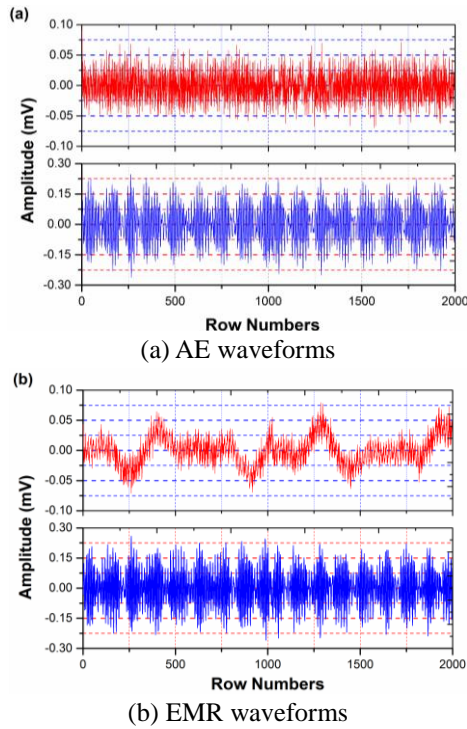 (a)
0.10
0.05
0.00
-0.05
-0.10
0.30
0.15
0.00
-0.15
-0.30
Amplitude (mV)
0 500 1000 1500 2000
Row Numbers
(a) AE waveforms
(b)
0.10
0.05
0.00
-0.05
-0.10
0.30
0.15
0.00
-0.15
-0.30
Amplitude (mV)
0 500 1000 1500 2000
Row Numbers
(b) EMR waveforms